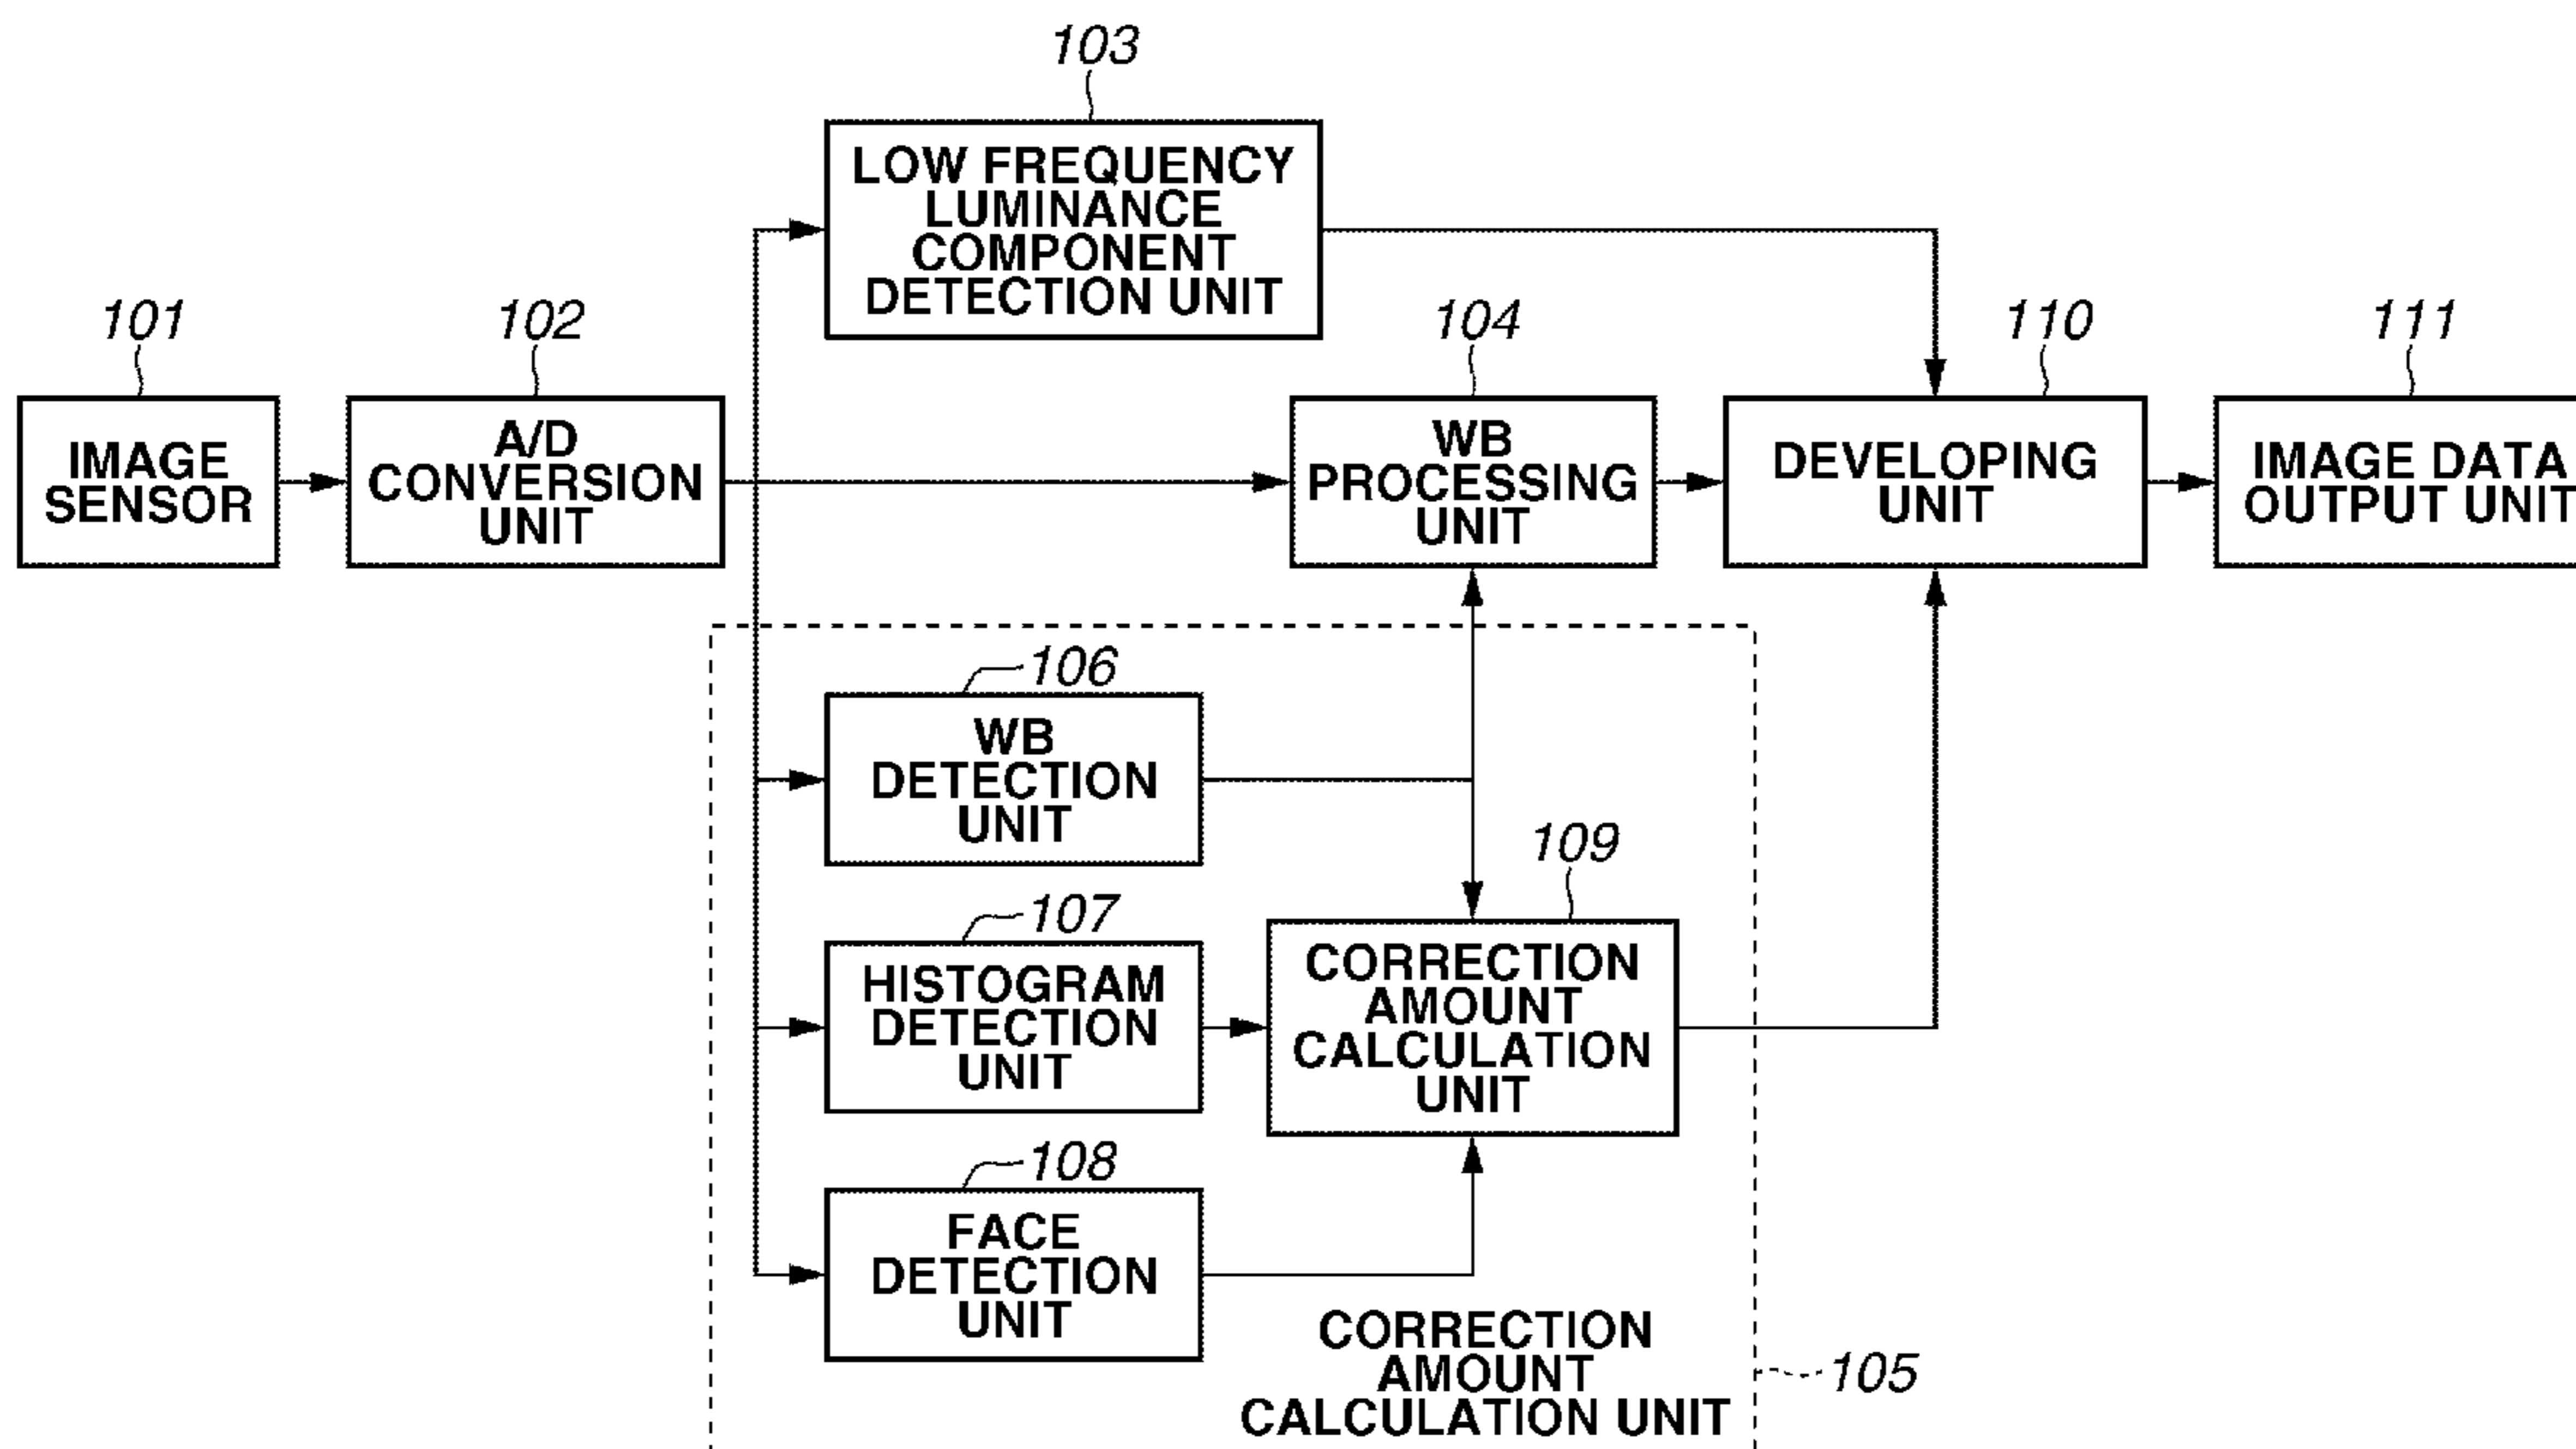 103
LOW FREQUENCY
LUMINANCE
COMPONENT
DETECTION UNIT
101
IMAGE
SENSOR
102
A/D
CONVERSION
UNIT
104
WB
PROCESSING
UNIT
110
DEVELOPING
UNIT
111
IMAGE DATA
OUTPUT UNIT
106
WB
DETECTION
UNIT
107
HISTOGRAM
DETECTION
UNIT
109
CORRECTION
AMOUNT
CALCULATION
UNIT
108
FACE
DETECTION
UNIT
CORRECTION
AMOUNT
CALCULATION UNIT
105